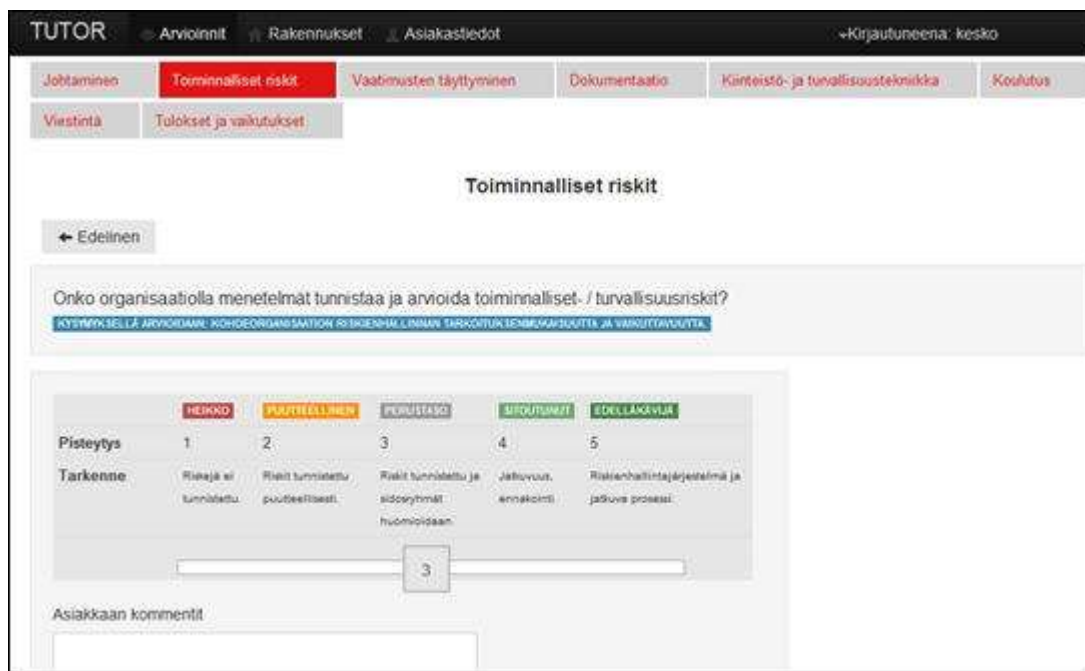 TUTOR Arvioinnit Rakennukset Asiakastiedot Kirjautuneena: kesko
Johtaminen Toiminnalliset riskit Vaatimusten täyttyminen Dokumentaatio Kiinteistö- ja turvallisuustekniikka Koulutus
Viestintä Tulokset ja vaikutukset
Toiminnalliset riskit
← Edellinen
Onko organisaatiolla menetelmät tunnistaa ja arvioida toiminnalliset- / turvallisuusriskit?
KYSYMYKSELLÄ ARVIOIDAAN: KOHDEORGANISAATION RISKIENHALLINNAN TARKOITUKSENMUKAISUUTTA JA VAIKUTTAVUUTTA.
HEIKKO PUUTTEELLINEN PERUSTASO SITOUTUNUT EDELLÄKÄVIJÄ
Pisteytys 1 2 3 4 5
Tarkenne Riskejä ei Riskit tunnistettu Riskit tunnistettu ja Jatkuvuus, Riskienhallintajärjestelmä ja
tunnistettu. puutteellisesti. sidosryhmät ennakointi. jatkuva prosessi.
huomioidaan.
3
Asiakkaan kommentit